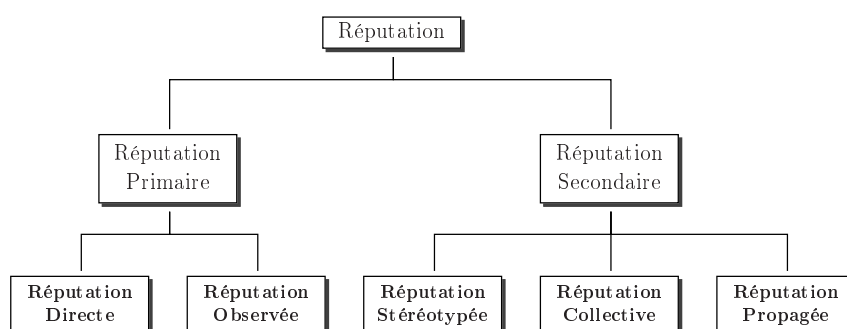 Réputation
Réputation
Primaire
Réputation
Secondaire
Réputation
Directe
Réputation
Observée
Réputation
Stéréotypée
Réputation
Collective
Réputation
Propagée